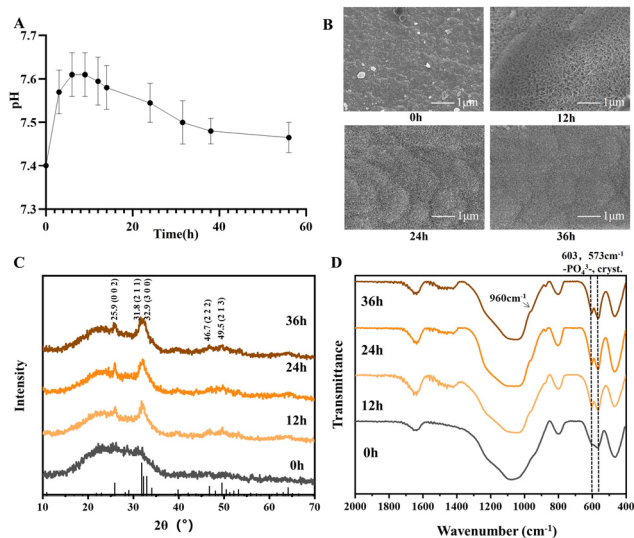 A
7.7
7.6
7.5
7.4
7.3
pH
0
20
40
60
Time(h)
B
1μm
1μm
0h
12h
1μm
1μm
24h
36h
C
25.9 (0 0 2)
31.8 (2 1 1)
32.9 (3 0 0)
46.7 (2 2 2)
49.5 (2 1 3)
36h
24h
12h
0h
Intensity
10
20
30
40
50
60
70
2θ (°)
D
603, 573cm⁻¹
-PO₄³⁻, cryst.
960cm⁻¹
36h
24h
12h
0h
Transmittance
2000
1600
1200
1000
800
600
400
Wavenumber (cm⁻¹)